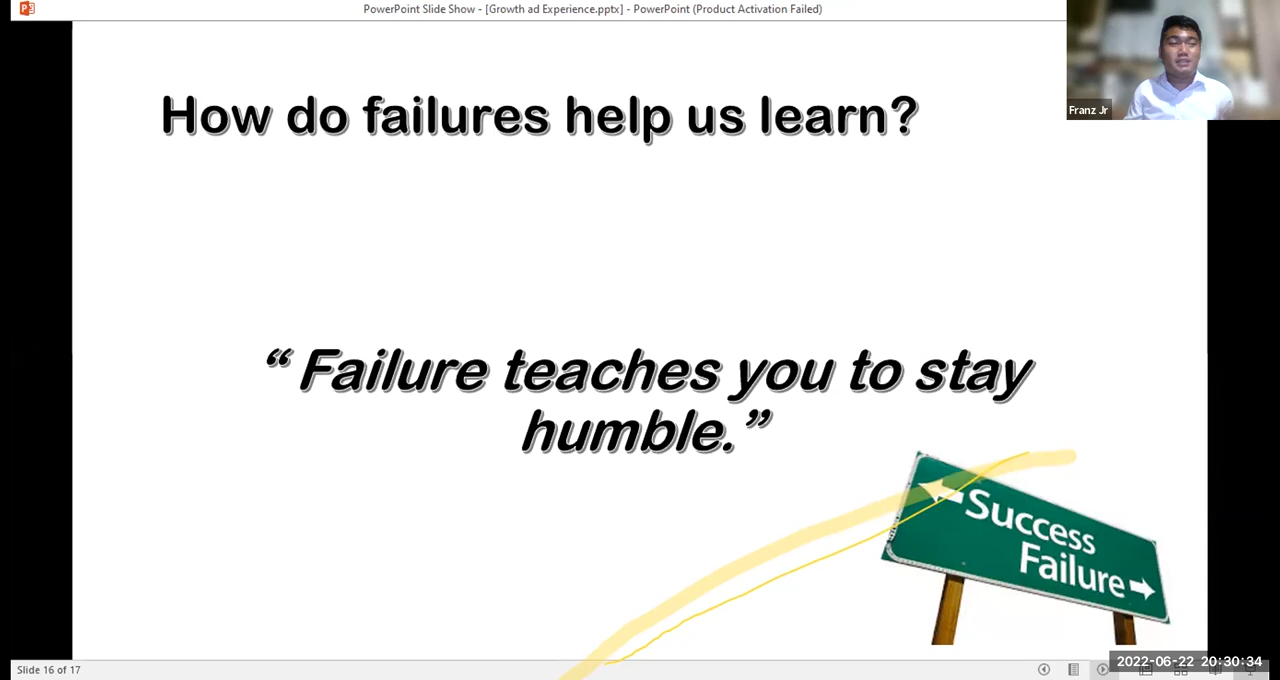 PowerPoint Slide Show - [Growth ad Experience.pptx] - PowerPoint (Product Activation Failed)
Franz Jr
How do failures help us learn?
“ Failure teaches you to stay
humble.”
Success
Failure
Slide 16 of 17
2022-06-22 20:30:34